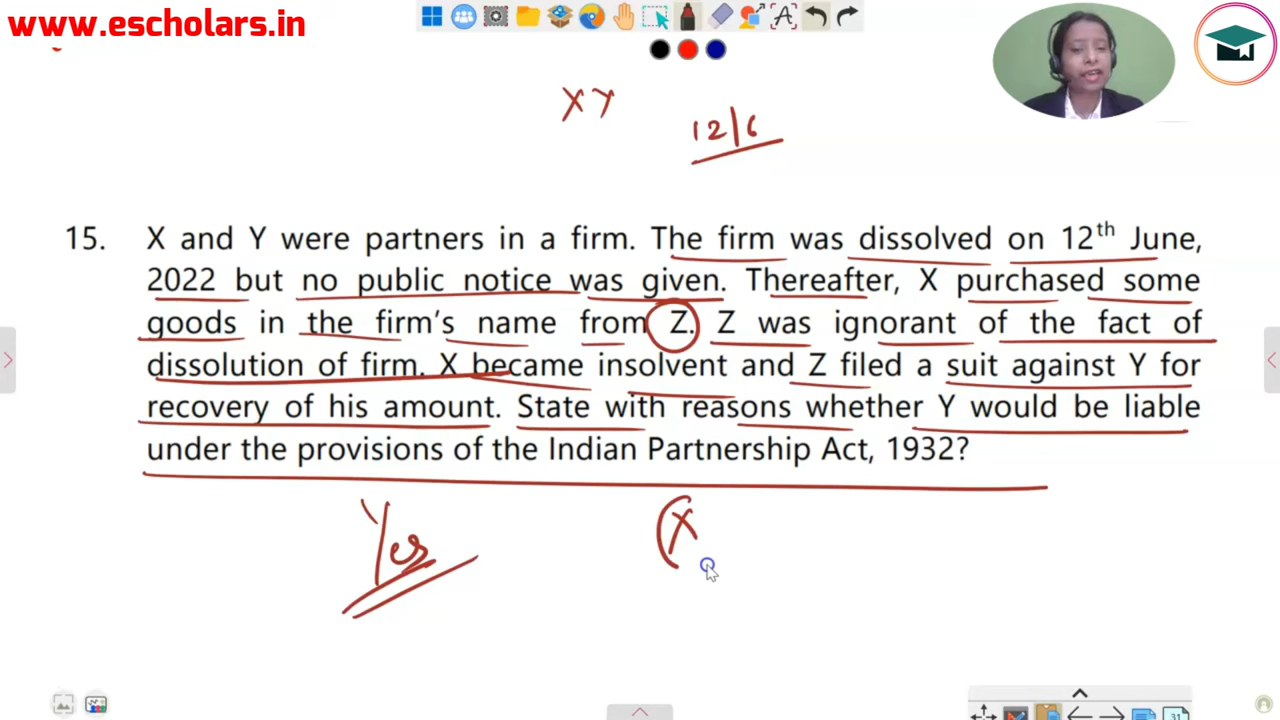 www.escholars.in
X Y
12/6
15. X and Y were partners in a firm. The firm was dissolved on 12th June,
2022 but no public notice was given. Thereafter, X purchased some
goods in the firm's name from Z. Z was ignorant of the fact of
dissolution of firm. X became insolvent and Z filed a suit against Y for
recovery of his amount. State with reasons whether Y would be liable
under the provisions of the Indian Partnership Act, 1932?
Yes
(X
31